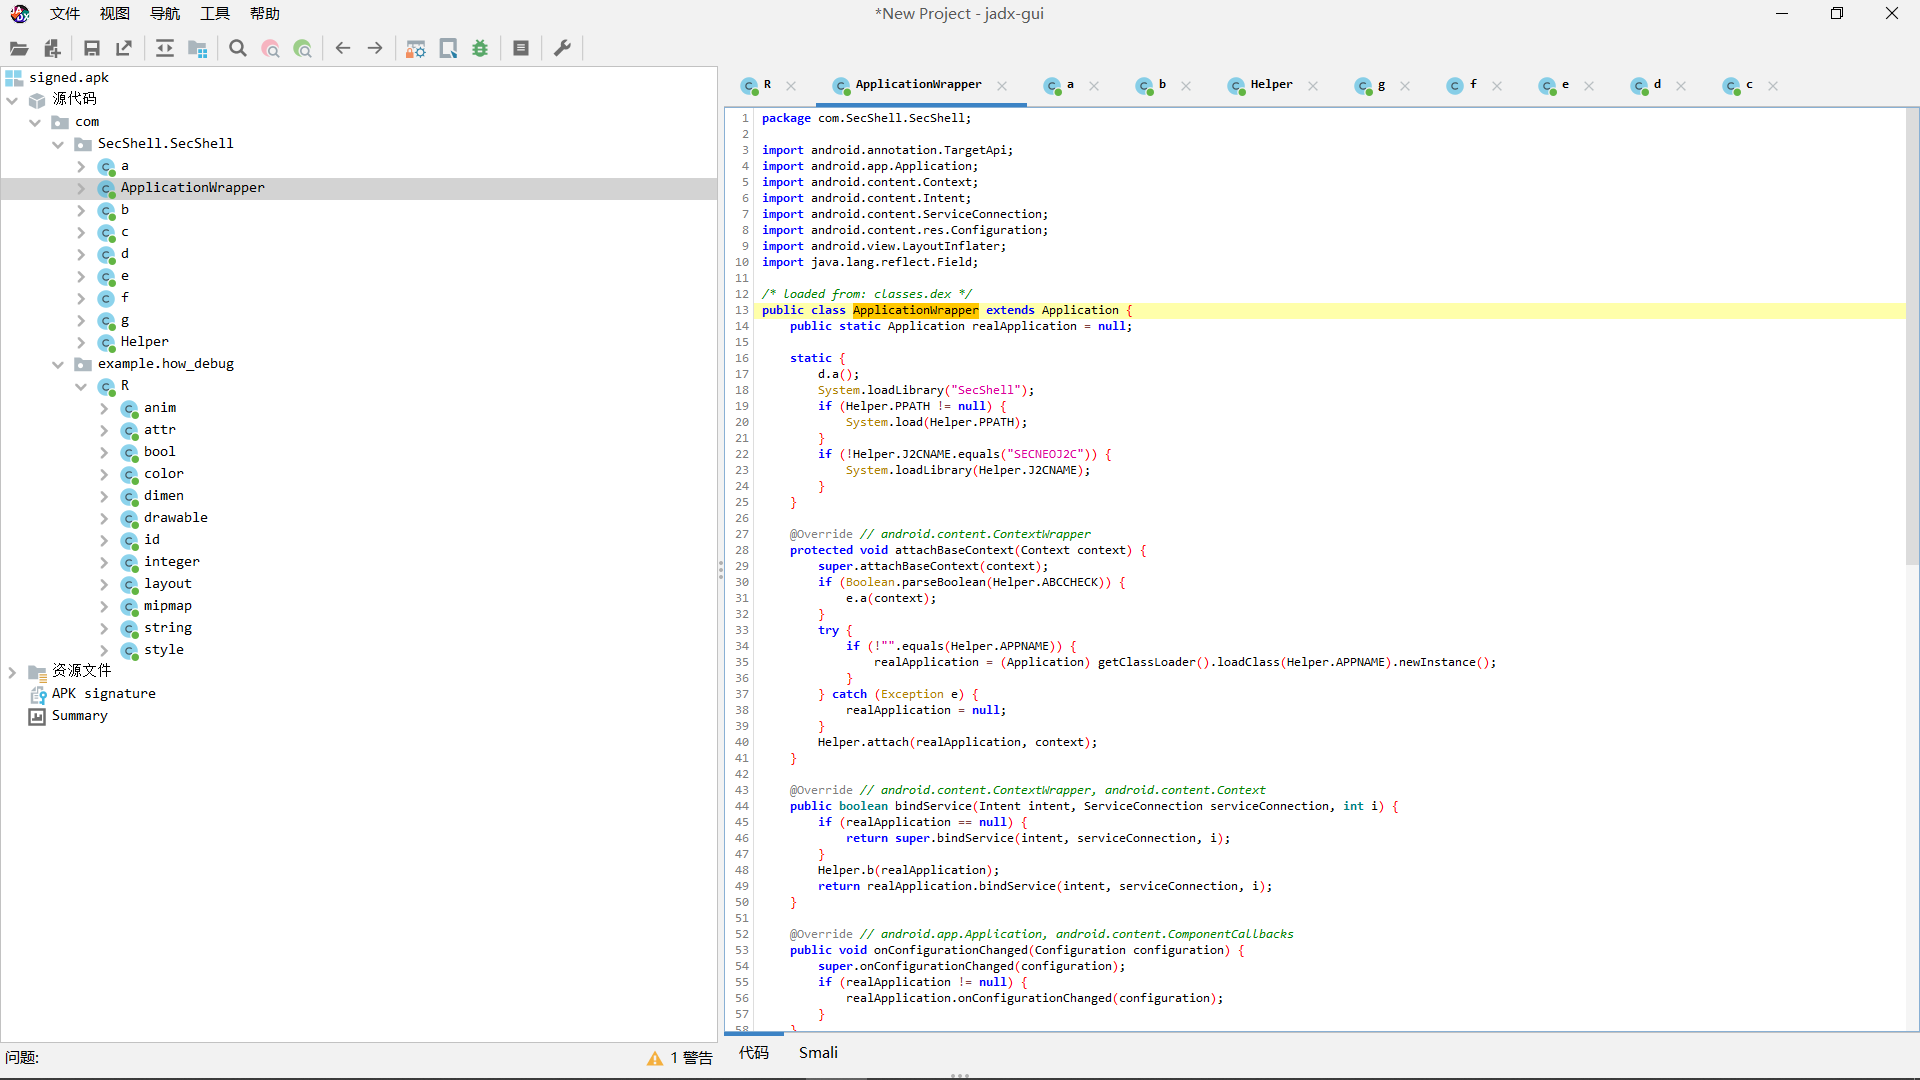 文件 视图 导航 工具 帮助
*New Project - jadx-gui
signed.apk
源代码
com
SecShell.SecShell
a
ApplicationWrapper
b
c
d
e
f
g
Helper
example.how_debug
R
anim
attr
bool
color
dimen
drawable
id
integer
layout
mipmap
string
style
资源文件
APK signature
Summary
问题:
1 警告
R ApplicationWrapper a b Helper g f e d c
1 package com.SecShell.SecShell;
2
3 import android.annotation.TargetApi;
4 import android.app.Application;
5 import android.content.Context;
6 import android.content.Intent;
7 import android.content.ServiceConnection;
8 import android.content.res.Configuration;
9 import android.view.LayoutInflater;
10 import java.lang.reflect.Field;
11
12 /* loaded from: classes.dex */
13 public class ApplicationWrapper extends Application {
14 public static Application realApplication = null;
15
16 static {
17 d.a();
18 System.loadLibrary("SecShell");
19 if (Helper.PPATH != null) {
20 System.load(Helper.PPATH);
21 }
22 if (!Helper.J2CNAME.equals("SECNEOJ2C")) {
23 System.loadLibrary(Helper.J2CNAME);
24 }
25 }
26
27 @Override // android.content.ContextWrapper
28 protected void attachBaseContext(Context context) {
29 super.attachBaseContext(context);
30 if (Boolean.parseBoolean(Helper.ABCCHECK)) {
31 e.a(context);
32 }
33 try {
34 if (!"".equals(Helper.APPNAME)) {
35 realApplication = (Application) getClassLoader().loadClass(Helper.APPNAME).newInstance();
36 }
37 } catch (Exception e) {
38 realApplication = null;
39 }
40 Helper.attach(realApplication, context);
41 }
42
43 @Override // android.content.ContextWrapper, android.content.Context
44 public boolean bindService(Intent intent, ServiceConnection serviceConnection, int i) {
45 if (realApplication == null) {
46 return super.bindService(intent, serviceConnection, i);
47 }
48 Helper.b(realApplication);
49 return realApplication.bindService(intent, serviceConnection, i);
50 }
51
52 @Override // android.app.Application, android.content.ComponentCallbacks
53 public void onConfigurationChanged(Configuration configuration) {
54 super.onConfigurationChanged(configuration);
55 if (realApplication != null) {
56 realApplication.onConfigurationChanged(configuration);
57 }
58 }
代码 Smali